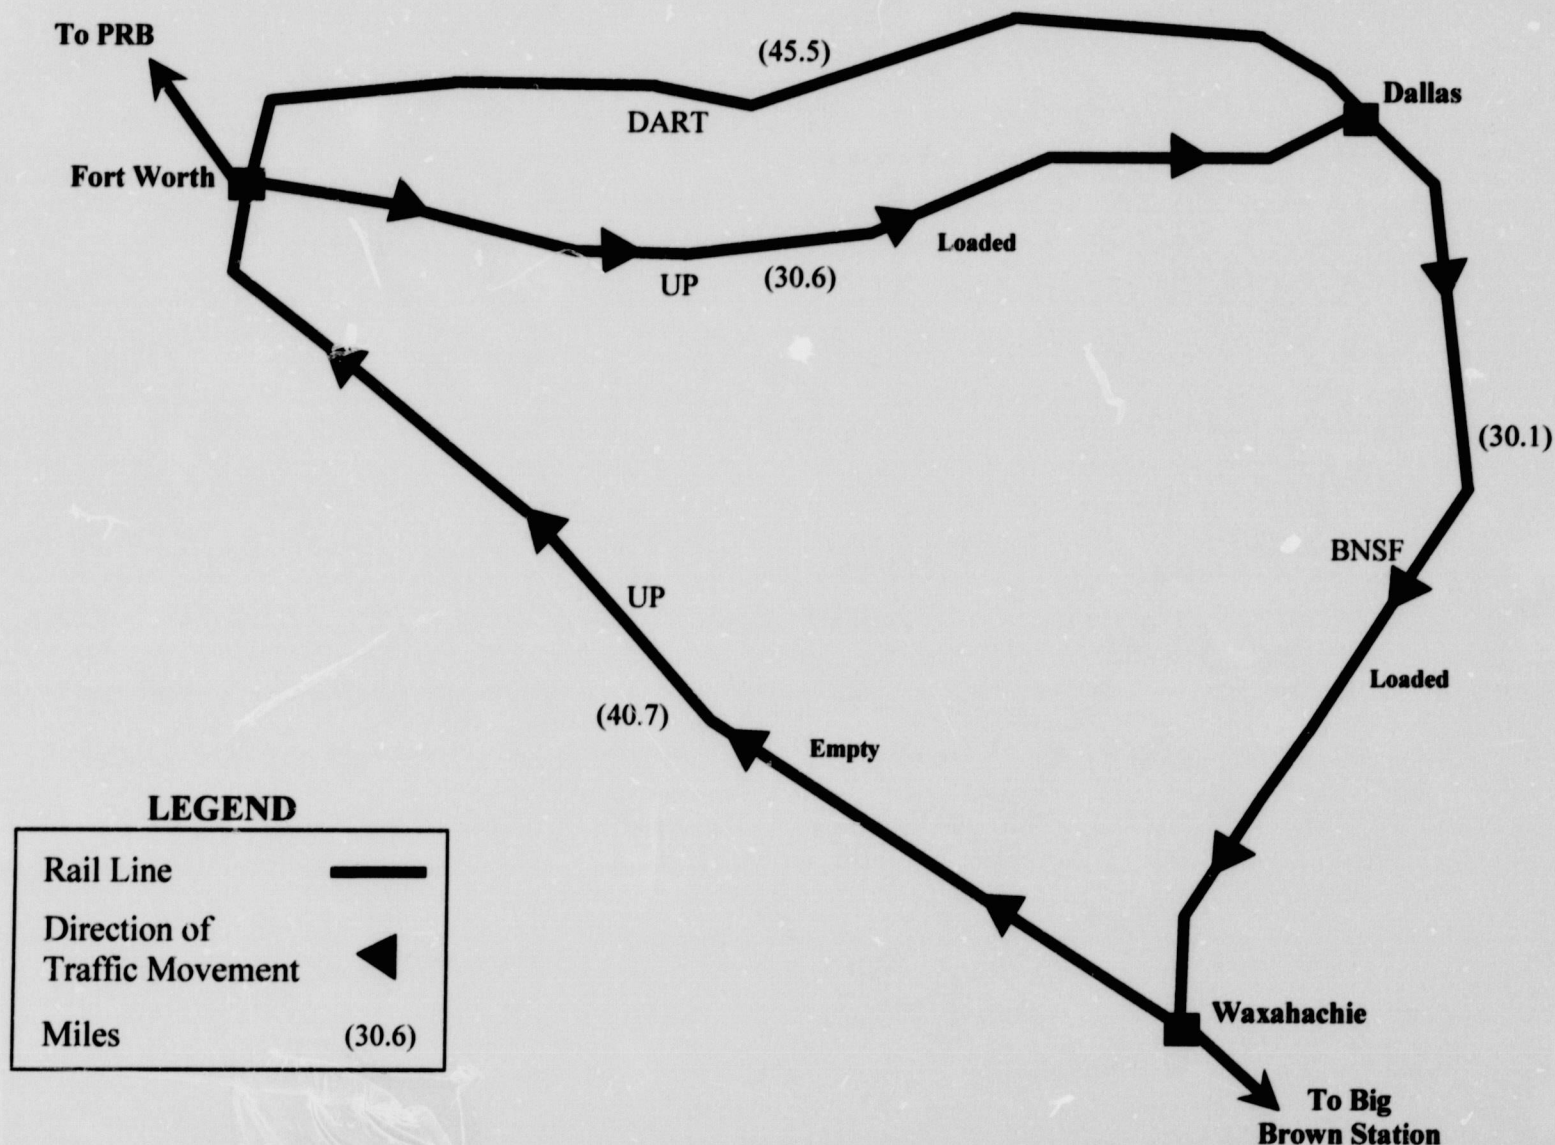 To PRB
(45.5)
Dallas
DART
Fort Worth
Loaded
UP
(30.6)
(30.1)
BNSF
UP
Loaded
(40.7)
Empty
LEGEND
Rail Line
Direction of
Traffic Movement
Miles
(30.6)
Waxahachie
To Big
Brown Station